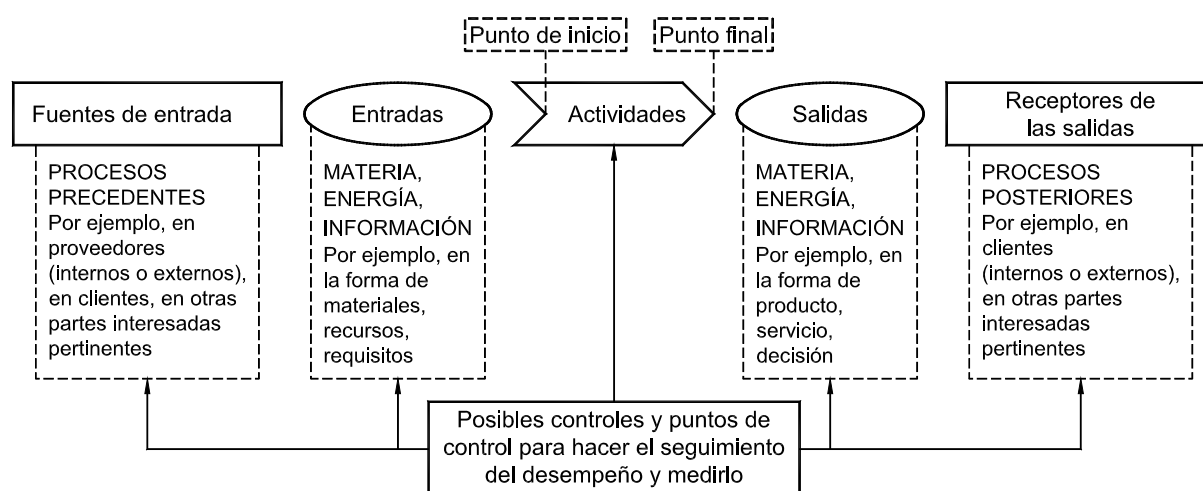 Punto de inicio
Punto final
Fuentes de entrada
Entradas
Actividades
Salidas
Receptores de
las salidas
PROCESOS
PRECEDENTES
Por ejemplo, en
proveedores
(internos o externos),
en clientes, en otras
partes interesadas
pertinentes
MATERIA,
ENERGÍA,
INFORMACIÓN
Por ejemplo, en
la forma de
materiales,
recursos,
requisitos
MATERIA,
ENERGÍA,
INFORMACIÓN
Por ejemplo, en
la forma de
producto,
servicio,
decisión
PROCESOS
POSTERIORES
Por ejemplo, en
clientes
(internos o externos),
en otras partes
interesadas
pertinentes
Posibles controles y puntos de
control para hacer el seguimiento
del desempeño y medirlo